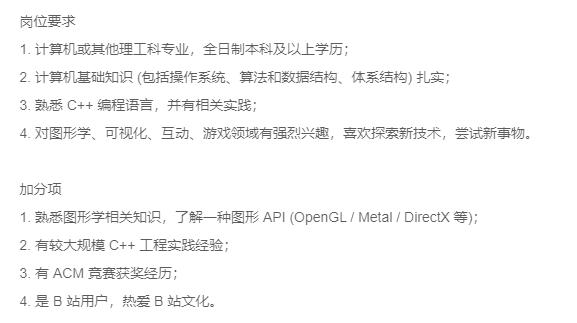 岗位要求
1. 计算机或其他理工科专业，全日制本科及以上学历；
2. 计算机基础知识 (包括操作系统、算法和数据结构、体系结构) 扎实；
3. 熟悉 C++ 编程语言，并有相关实践；
4. 对图形学、可视化、互动、游戏领域有强烈兴趣，喜欢探索新技术，尝试新事物。
加分项
1. 熟悉图形学相关知识，了解一种图形 API (OpenGL / Metal / DirectX 等)；
2. 有较大规模 C++ 工程实践经验；
3. 有 ACM 竞赛获奖经历；
4. 是 B 站用户，热爱 B 站文化。